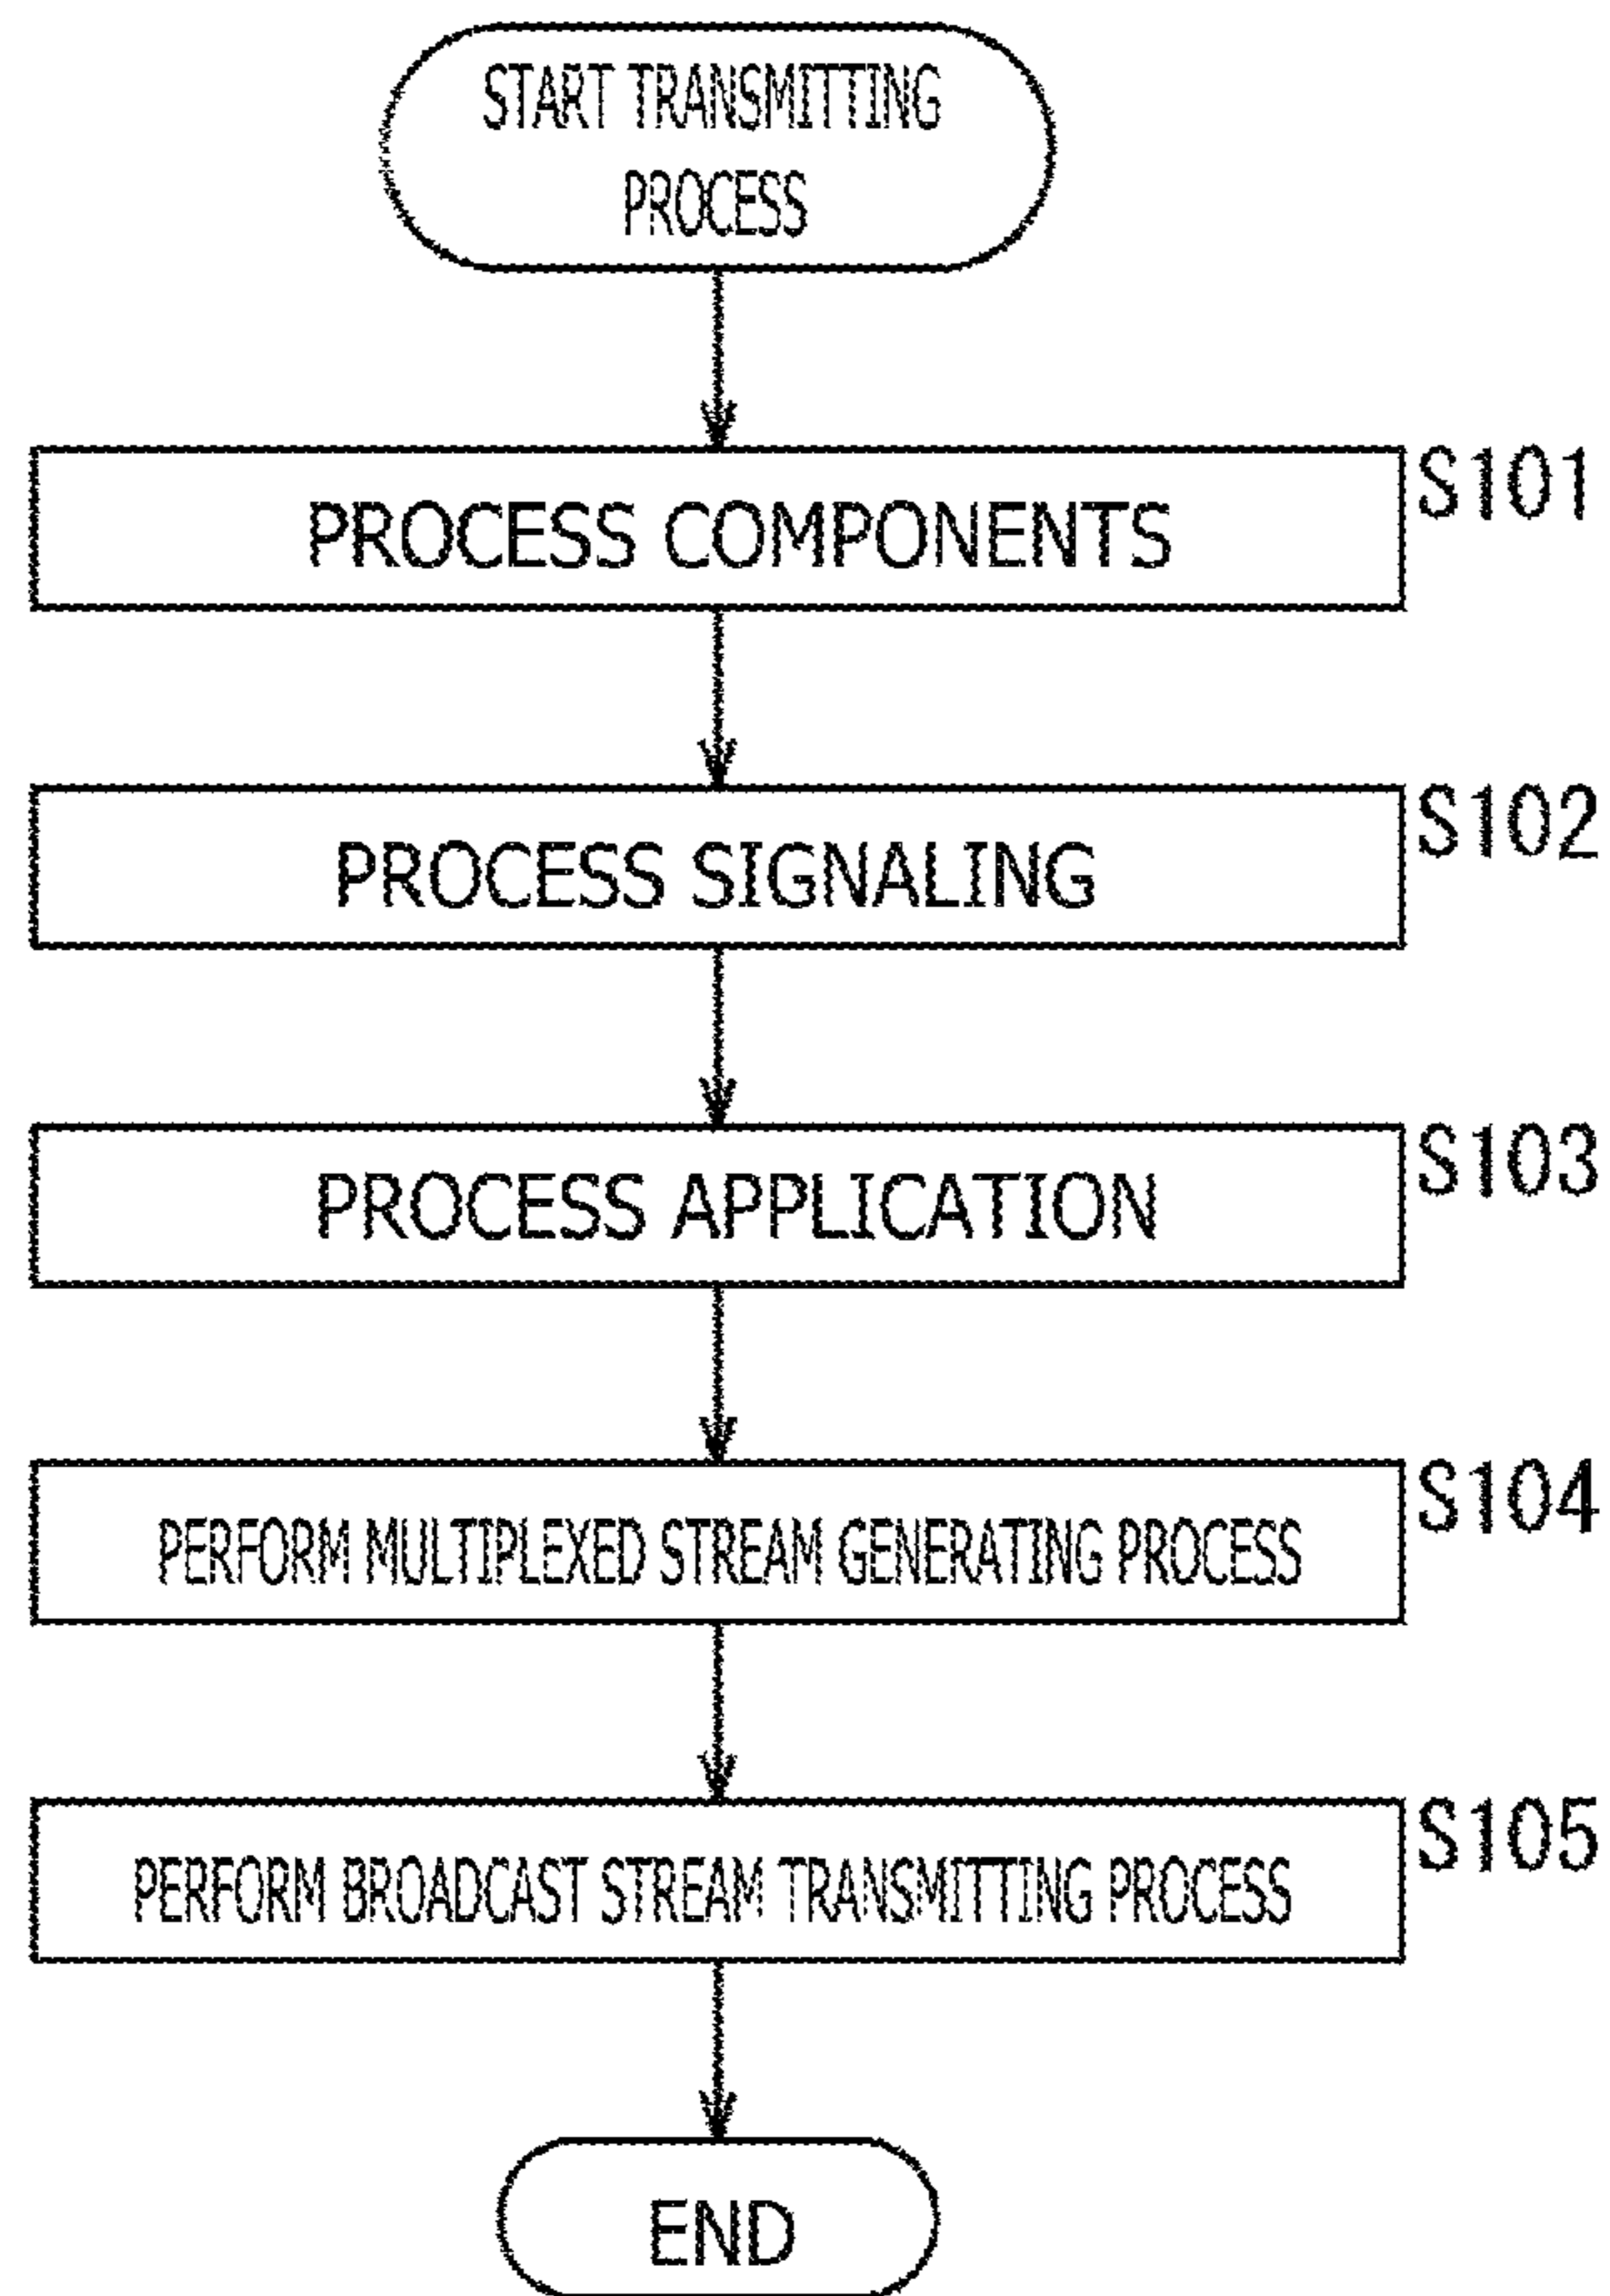 START TRANSMITTING
PROCESS
S101
PROCESS COMPONENTS
S102
PROCESS SIGNALING
S103
PROCESS APPLICATION
S104
PERFORM MULTIPLEXED STREAM GENERATING PROCESS
S105
PERFORM BROADCAST STREAM TRANSMITTING PROCESS
END